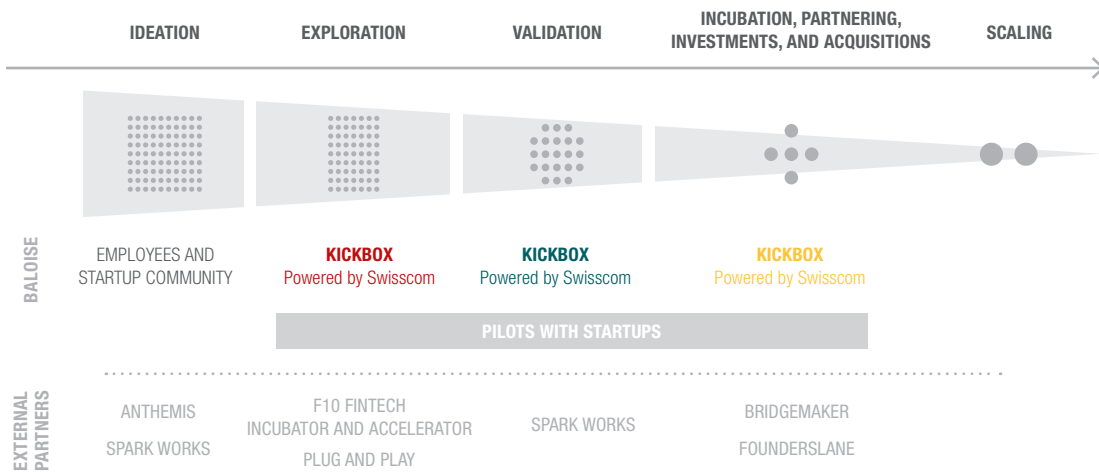 IDEATION
EXPLORATION
VALIDATION
INCUBATION, PARTNERING,
INVESTMENTS, AND ACQUISITIONS
SCALING
BALOISE
EMPLOYEES AND
STARTUP COMMUNITY
KICKBOX
Powered by Swisscom
KICKBOX
Powered by Swisscom
KICKBOX
Powered by Swisscom
PILOTS WITH STARTUPS
EXTERNAL
PARTNERS
ANTHEMIS
SPARK WORKS
F10 FINTECH
INCUBATOR AND ACCELERATOR
PLUG AND PLAY
SPARK WORKS
BRIDGEMAKER
FOUNDERSLANE